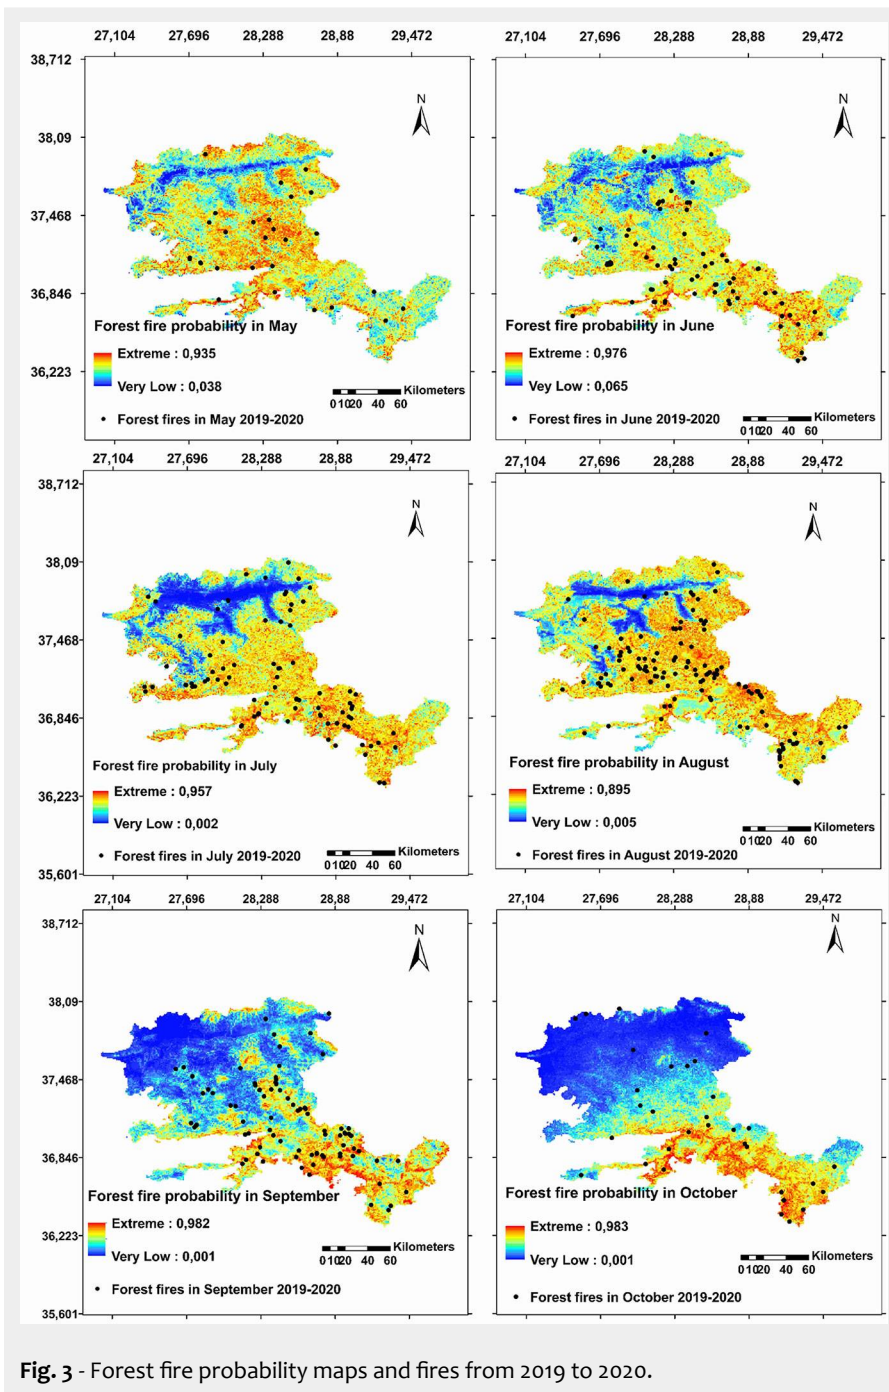 27,104 27,696 28,288 28,88 29,472
27,104 27,696 28,288 28,88 29,472
38,712
38,09
37,468
36,846
36,223
N
Forest fire probability in May
Extreme : 0,935
Very Low : 0,038
Kilometers
0 10 20 40 60
Forest fires in May 2019-2020
N
Forest fire probability in June
Extreme : 0,976
Vey Low : 0,065
Kilometers
0 10 20 40 60
Forest fires in June 2019-2020
27,104 27,696 28,288 28,88 29,472
27,104 27,696 28,288 28,88 29,472
38,712
38,09
37,468
36,846
36,223
35,601
N
Forest fire probability in July
Extreme : 0,957
Very Low : 0,002
Kilometers
0 10 20 40 60
Forest fires in July 2019-2020
N
Forest fire probability in August
Extreme : 0,895
Very Low : 0,005
Kilometers
0 10 20 40 60
Forest fires in August 2019-2020
27,104 27,696 28,288 28,88 29,472
27,104 27,696 28,288 28,88 29,472
38,712
38,09
37,468
36,846
36,223
35,601
N
Forest fire probability in September
Extreme : 0,982
Very Low : 0,001
Kilometers
0 10 20 40 60
Forest fires in September 2019-2020
N
Forest fire probability in October
Extreme : 0,983
Very Low : 0,001
Kilometers
0 10 20 40 60
Forest fires in October 2019-2020
Fig. 3 - Forest fire probability maps and fires from 2019 to 2020.